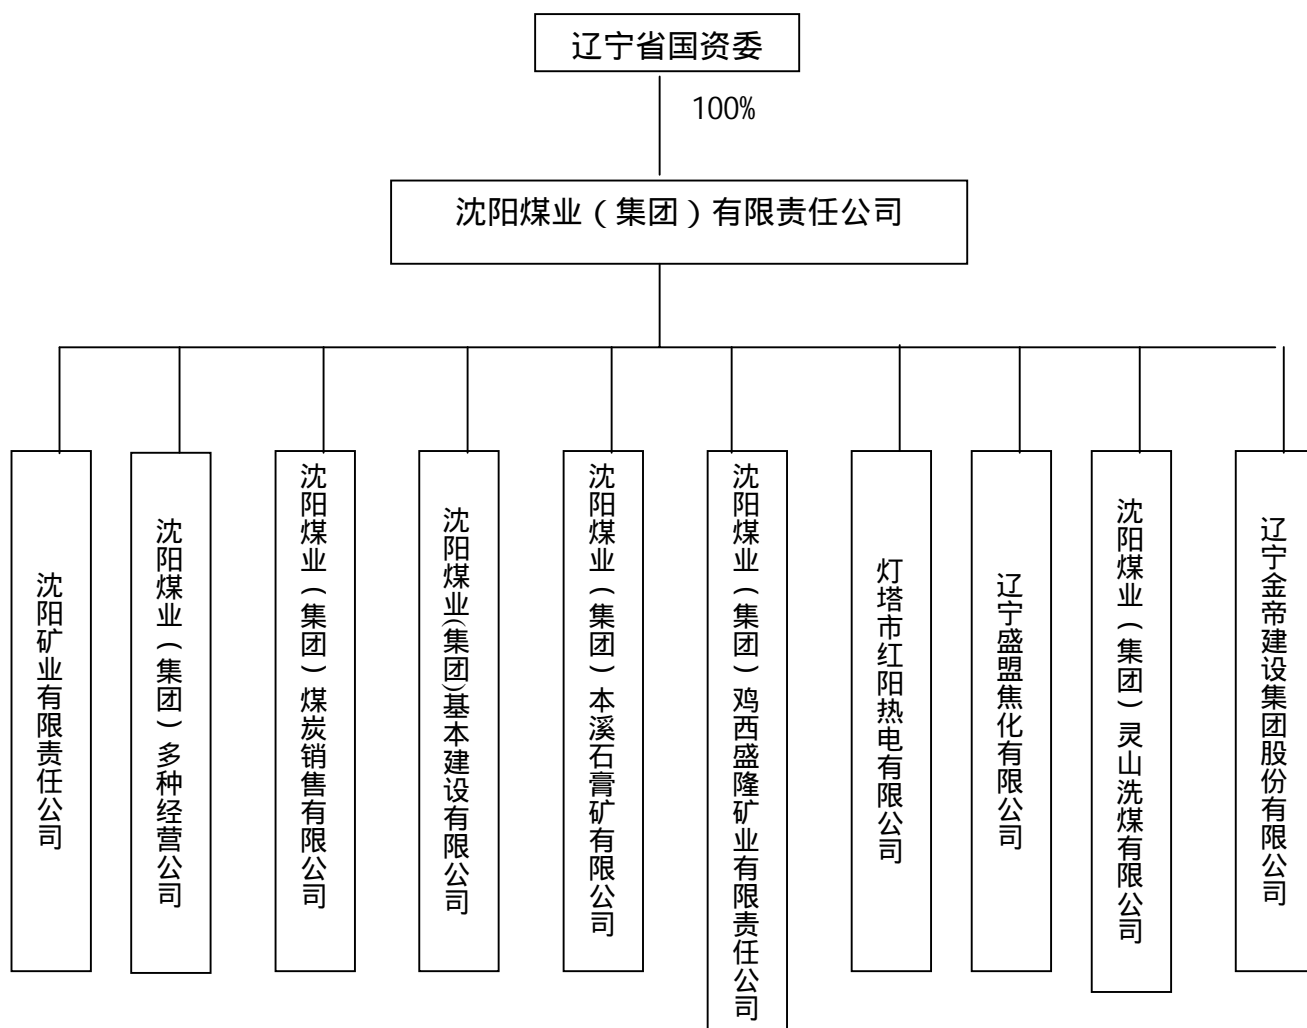 辽宁省国资委
100%
沈阳煤业（集团）有限责任公司
沈阳矿业有限责任公司
沈阳煤业（集团）多种经营公司
沈阳煤业（集团）煤炭销售有限公司
沈阳煤业(集团)基本建设有限公司
沈阳煤业（集团）本溪石膏矿有限公司
沈阳煤业（集团）鸡西盛隆矿业有限责任公司
灯塔市红阳热电有限公司
辽宁盛盟焦化有限公司
沈阳煤业（集团）灵山洗煤有限公司
辽宁金帝建设集团股份有限公司